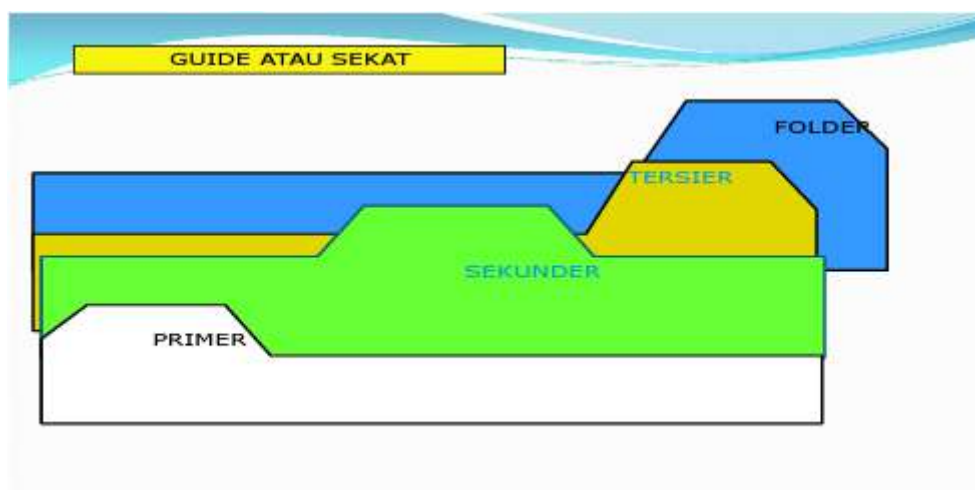 GUIDE ATAU SEKAT
FOLDER
TERSIER
SEKUNDER
PRIMER